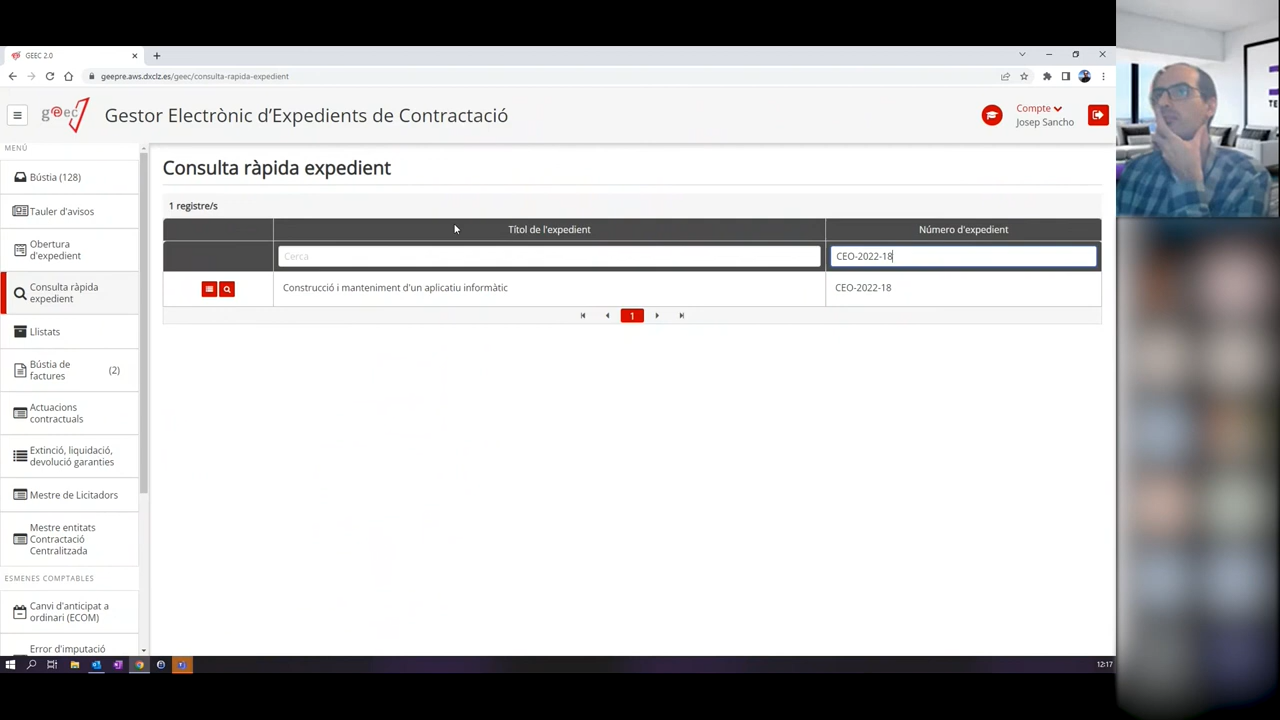 GEEC 2.0
geepre.aws.dxclz.es/geec/consulta-rapida-expedient
geec
Gestor Electrònic d'Expedients de Contractació
Compte
Josep Sancho
MENÚ
Bústia (128)
Tauler d'avisos
Obertura
d'expedient
Consulta ràpida
expedient
Llistats
Bústia de
factures
(2)
Actuacions
contractuals
Extinció, liquidació,
devolució garanties
Mestre de Licitadors
Mestre entitats
Contractació
Centralitzada
ESMENES COMPTABLES
Canvi d'anticipat a
ordinari (ECOM)
Error d'imputació
Consulta ràpida expedient
1 registre/s
Títol de l'expedient
Número d'expedient
Cerca
CEO-2022-18
Construcció i manteniment d'un aplicatiu informàtic
CEO-2022-18
1
12:17
TE